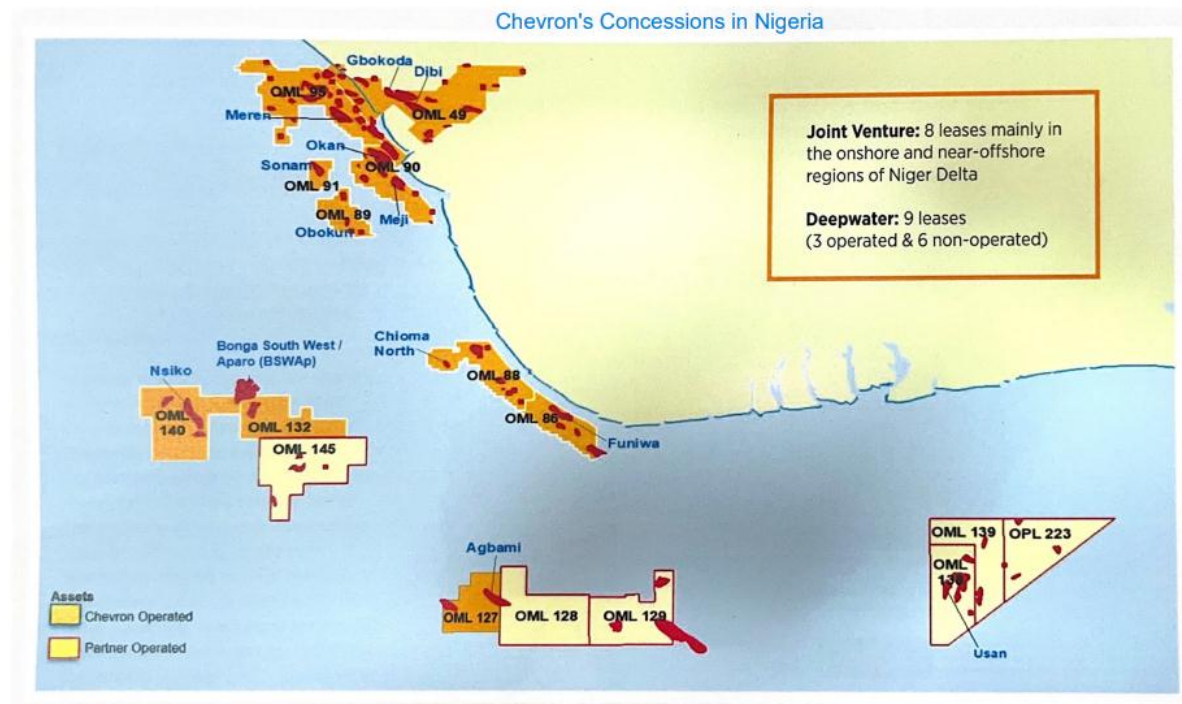 Chevron's Concessions in Nigeria
Gbokoda
Dibi
OML 95
OML 49
Meren
Okan
Sonam
OML 90
OML 91
OML 89
Meji
Obokun
Joint Venture: 8 leases mainly in
the onshore and near-offshore
regions of Niger Delta
Deepwater: 9 leases
(3 operated & 6 non-operated)
Chioma
North
Bonga South West /
Aparo (BSWAp)
Nsiko
OML 88
OML
140
OML 132
OML 86
Funiwa
OML 145
OML 139
OPL 223
Agbami
OML
138
OML 127
OML 128
OML 129
Usan
Assets
Chevron Operated
Partner Operated